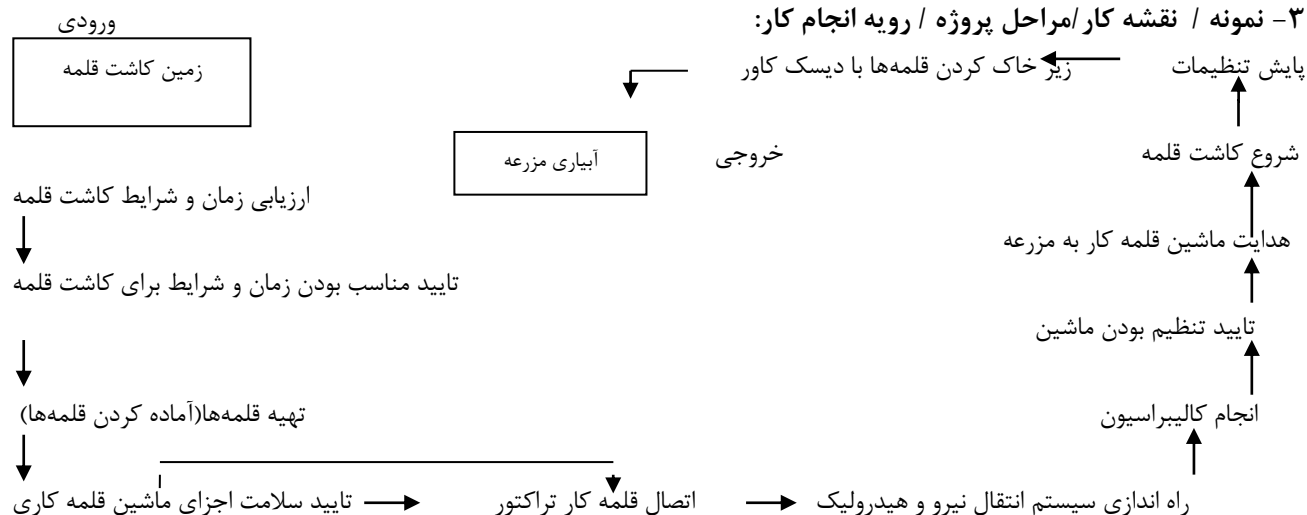 ۳- نمونه / نقشه کار/مراحل پروژه / رویه انجام کار:
ورودی
زمین کاشت قلمه
ارزیابی زمان و شرایط کاشت قلمه
تایید مناسب بودن زمان و شرایط برای کاشت قلمه
تهیه قلمه‌ها(آماده کردن قلمه‌ها)
تایید سلامت اجزای ماشین قلمه کاری
اتصال قلمه کار تراکتور
راه اندازی سیستم انتقال نیرو و هیدرولیک
انجام کالیبراسیون
تایید تنظیم بودن ماشین
هدایت ماشین قلمه کار به مزرعه
شروع کاشت قلمه
پایش تنظیمات
زیر خاک کردن قلمه‌ها با دیسک کاور
خروجی
آبیاری مزرعه